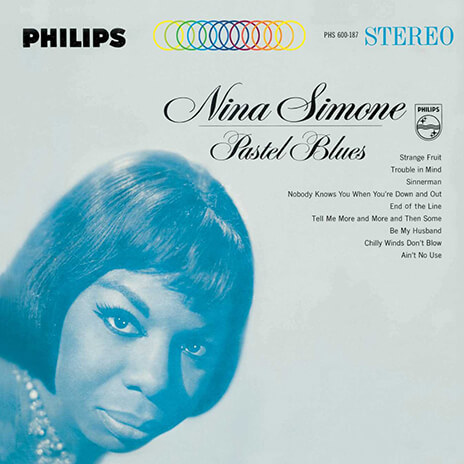 PHILIPS
PHS 600-187 STEREO
Nina Simone
Pastel Blues
PHILIPS
Strange Fruit
Trouble in Mind
Sinnerman
Nobody Knows You When You're Down and Out
End of the Line
Tell Me More and More and Then Some
Be My Husband
Chilly Winds Don't Blow
Ain't No Use